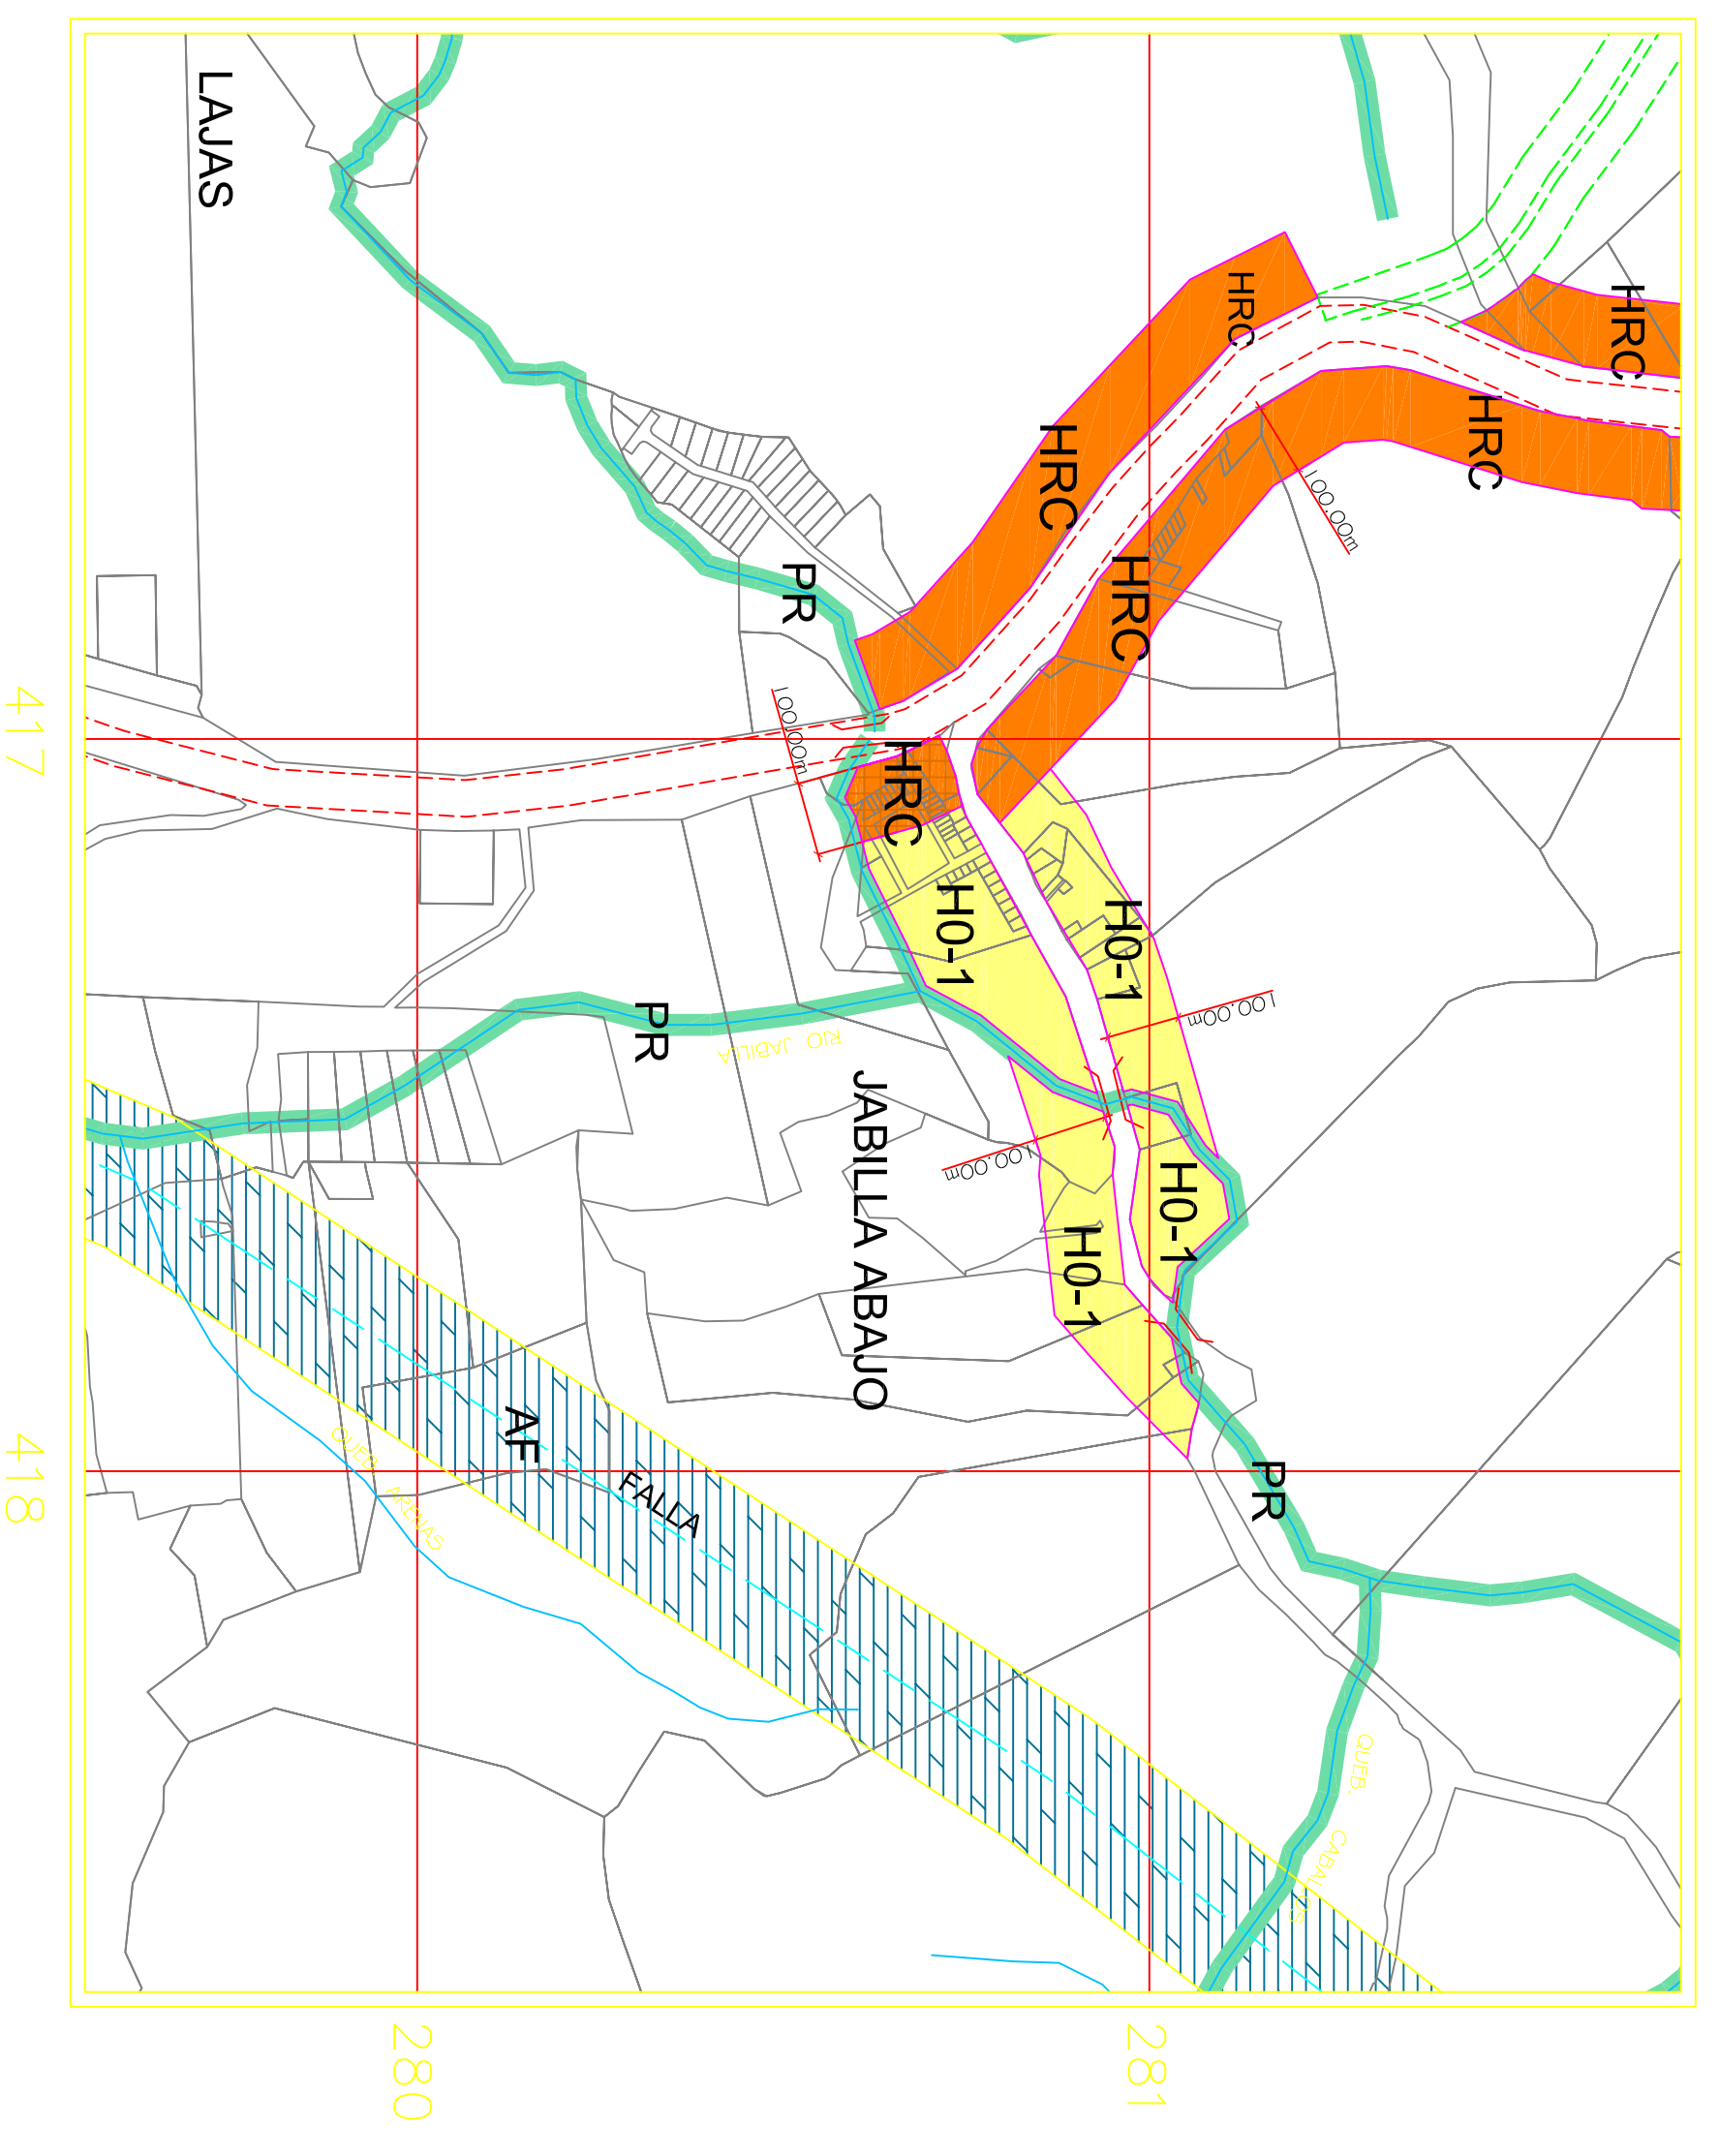 LAJAS
HRC
HRC
HRC
HRC
100.00m
PR
HRC
100.00m
HRC
417
H0-1
H0-1
100.00m
PR
RIO JABILLA
JABILLA ABAJO
100.00m
H0-1
H0-1
AF
QUEB. ARENAS
FALLA
PR
418
QUEB. CABALLOS
280
281